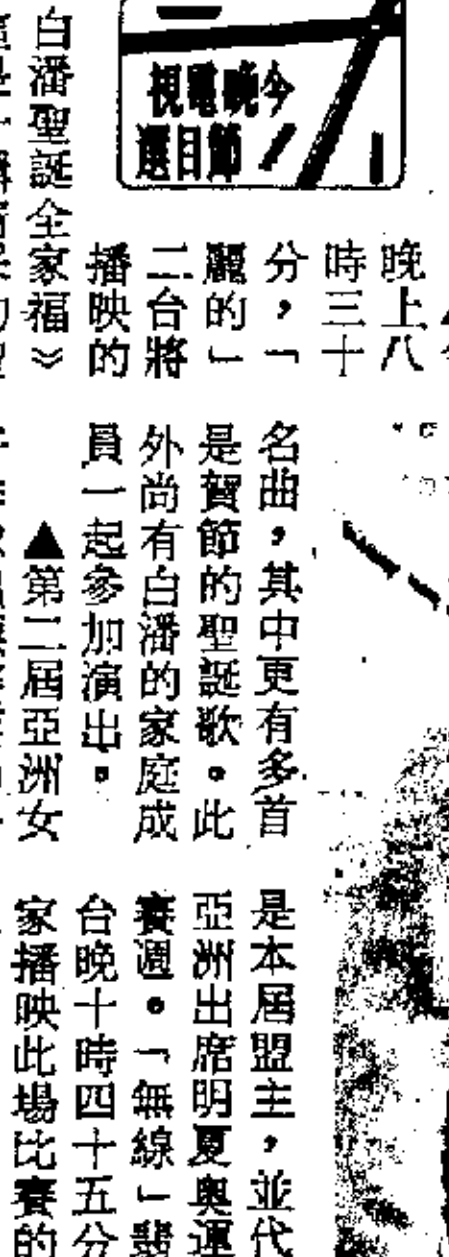 今晚電視
節目選
晚上八
時三十
分，「
麗的」
二台將
播映的
白潘聖誕全家福》
名曲，其中更有多首
是賀節的聖誕歌。此
外尚有白潘的家庭成
員一起參加演出。
▲第二屆亞洲女
是本屆盟主，並代
亞洲出席明夏奧運
賽週。「無線」翡
台晚十時四十五分
家播映此場比賽的